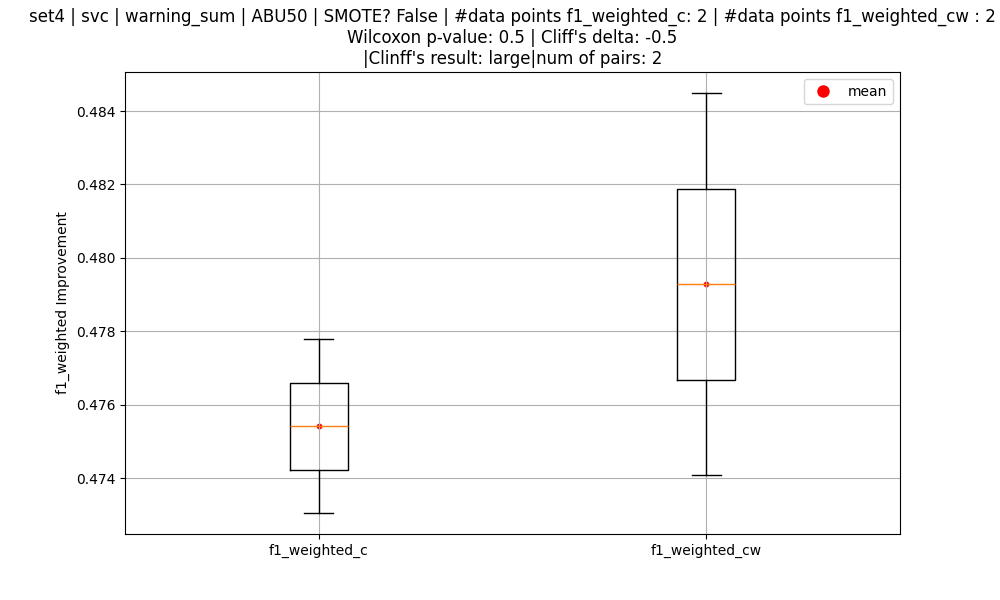 set4 | svc | warning_sum | ABU50 | SMOTE? False | #data points f1_weighted_c: 2 | #data points f1_weighted_cw : 2
Wilcoxon p-value: 0.5 | Cliff's delta: -0.5
|Clinff's result: large|num of pairs: 2
mean
0.484
0.482
0.480
0.478
0.476
0.474
f1_weighted Improvement
f1_weighted_c
f1_weighted_cw